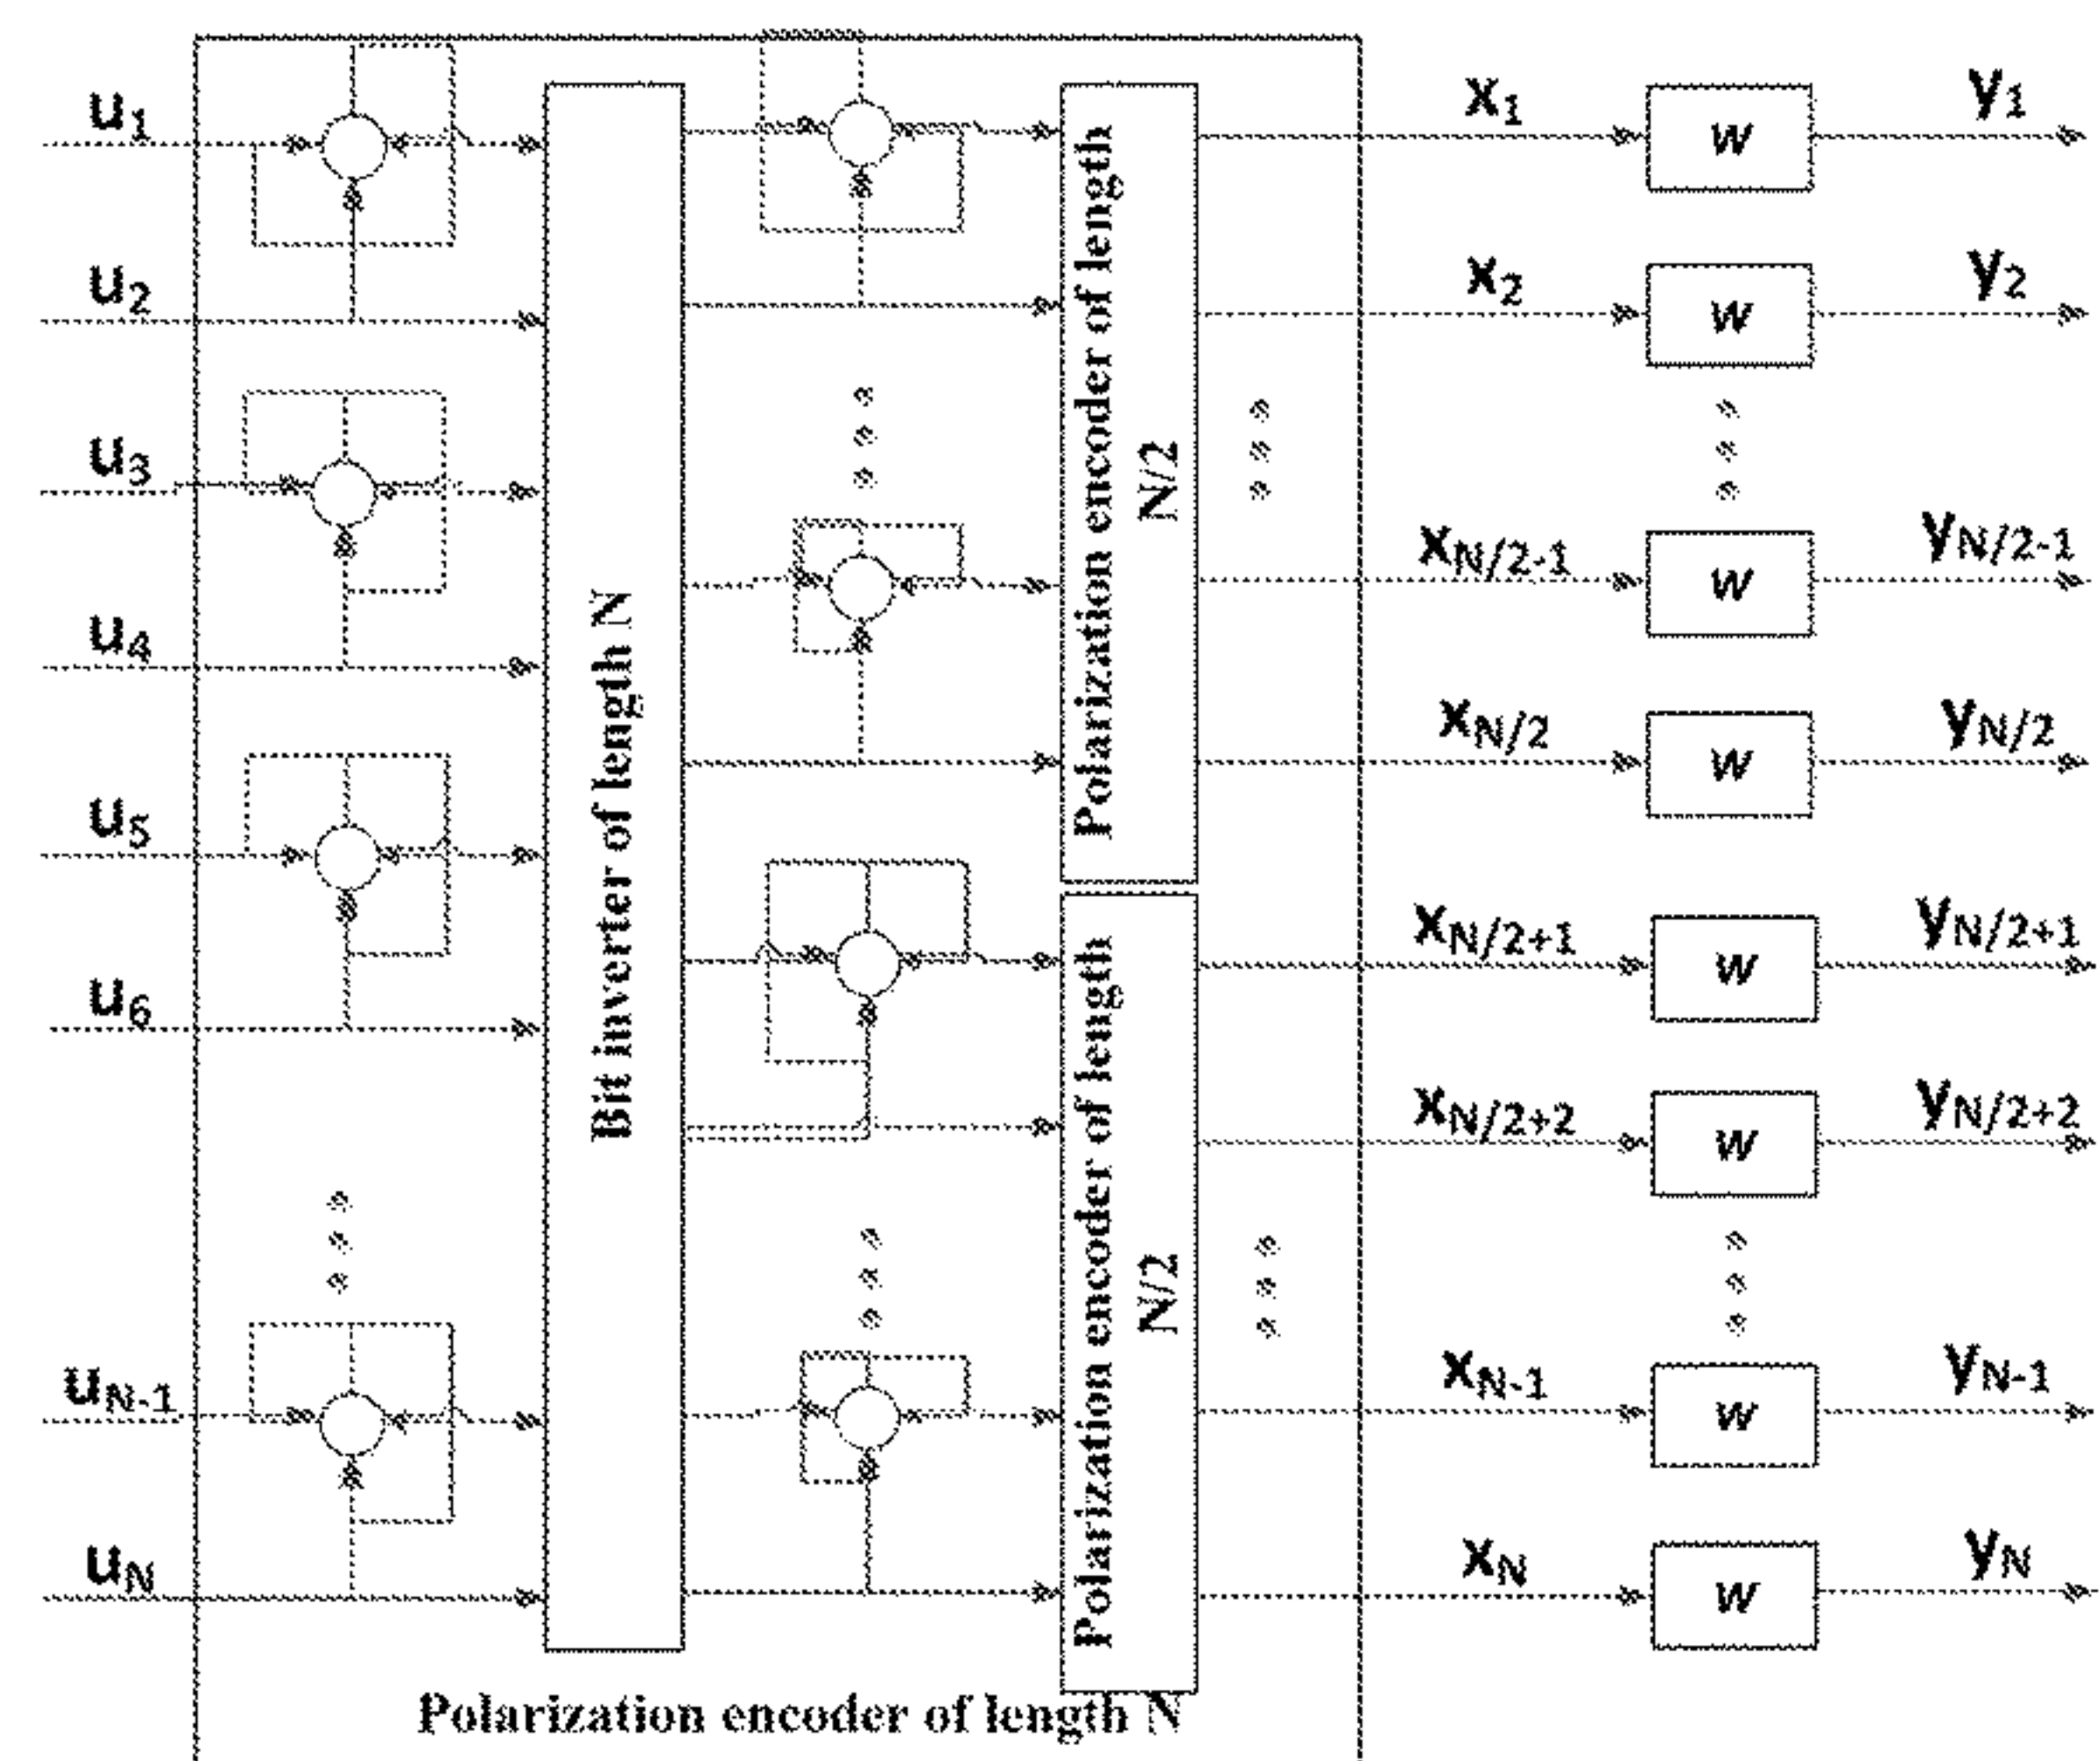 u1
x1
W
y1
u2
x2
W
y2
u3
xN/2-1
W
yN/2-1
u4
xN/2
W
yN/2
u5
xN/2+1
W
yN/2+1
u6
xN/2+2
W
yN/2+2
uN-1
xN-1
W
yN-1
uN
xN
W
yN
Bit inverter of length N
Polarization encoder of length
N/2
Polarization encoder of length
N/2
Polarization encoder of length N